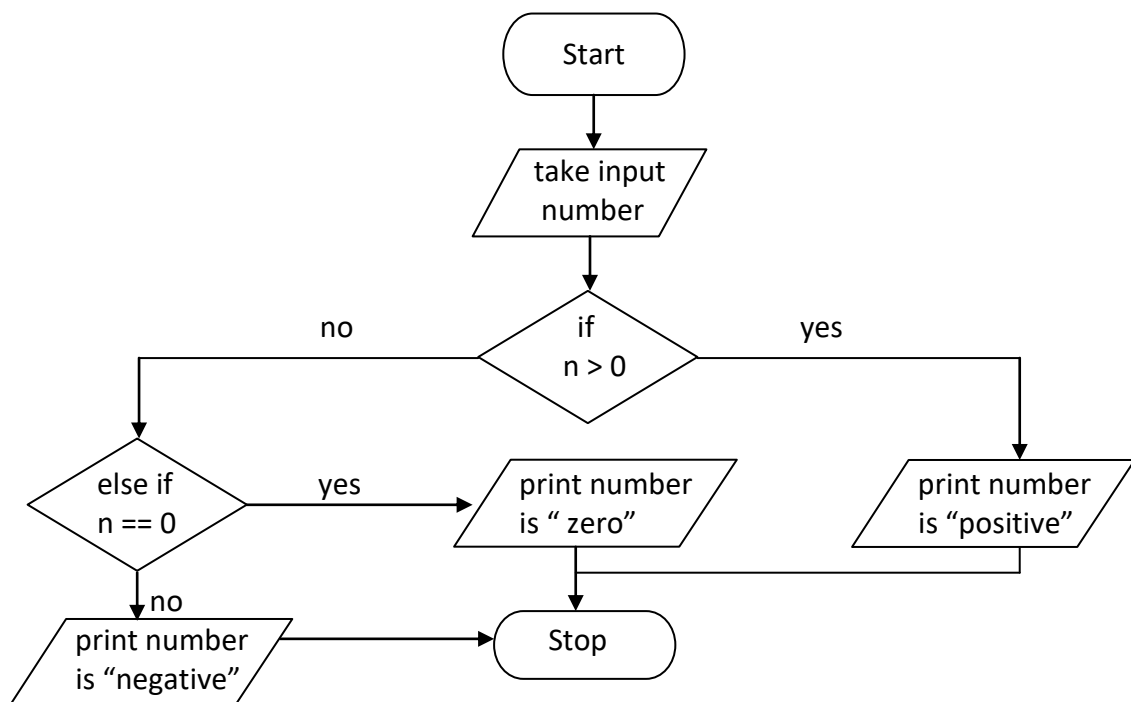 Start
take input
number
no
if
n > 0
yes
else if
n == 0
yes
print number
is “ zero”
print number
is “positive”
no
print number
is “negative”
Stop